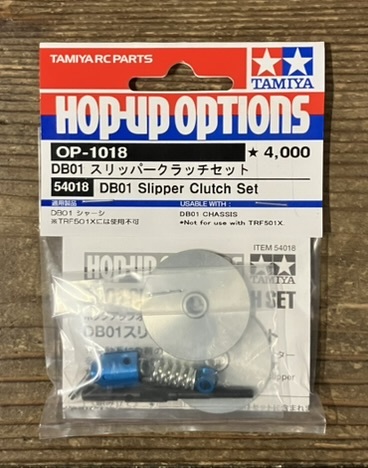 TAMIYA RC PARTS
TAMIYA
HOP-UP OPTIONS
OP-1018
★ 4,000
DB01 スリッパークラッチセット
54018 DB01 Slipper Clutch Set
適用製品
USABLE WITH :
DB01 シャーシ
DB01 CHASSIS
※TRF501Xには使用不可
*Not for use with TRF501X.
ITEM 54018
HOP-UP
TAMIYA
SET
DB01スリ